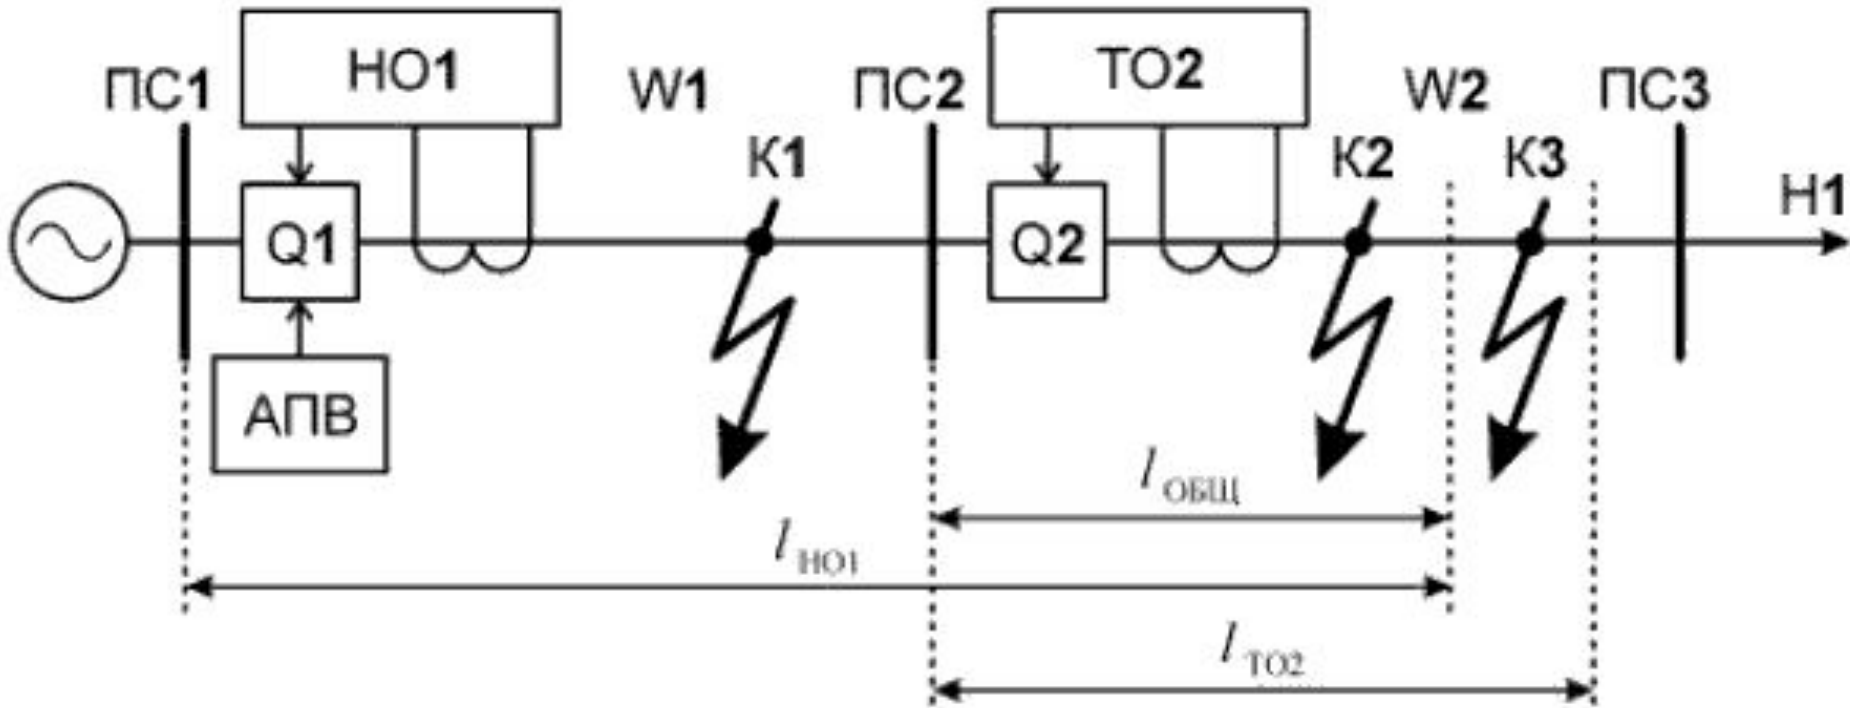 НО1
ТО2
ПС1
W1
ПС2
W2
ПС3
К1
К2
К3
Н1
Q1
Q2
АПВ
lОБЩ
lНО1
lТО2